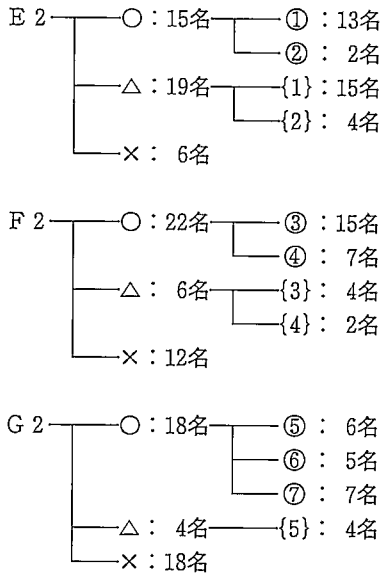 E2 ○：15名 ①：13名
②：2名
△：19名 {1}：15名
{2}：4名
×：6名
F2 ○：22名 ③：15名
④：7名
△：6名 {3}：4名
{4}：2名
×：12名
G2 ○：18名 ⑤：6名
⑥：5名
⑦：7名
△：4名 {5}：4名
×：18名